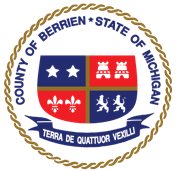 COUNTY OF BERRIEN ★ STATE OF MICHIGAN
TERRA DE QUATTUOR VEXILLI